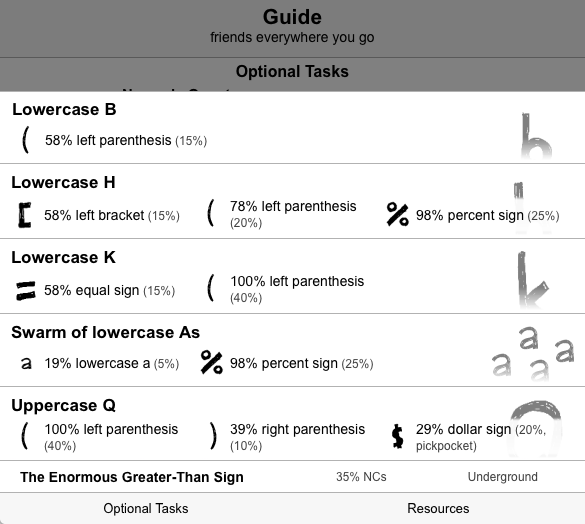 Guide
friends everywhere you go
Optional Tasks
Lowercase B
58% left parenthesis (15%)
Lowercase H
58% left bracket (15%)
78% left parenthesis
(20%)
98% percent sign (25%)
Lowercase K
58% equal sign (15%)
100% left parenthesis
(40%)
Swarm of lowercase As
19% lowercase a (5%)
98% percent sign (25%)
Uppercase Q
100% left parenthesis
(40%)
39% right parenthesis
(10%)
29% dollar sign (20%,
pickpocket)
The Enormous Greater-Than Sign 35% NCs Underground
Optional Tasks Resources